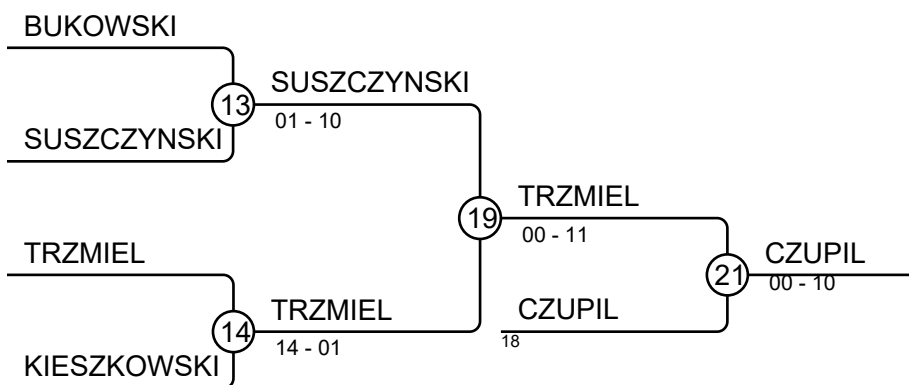 BUKOWSKI
13
SUSZCZYNSKI
01 - 10
SUSZCZYNSKI
19
TRZMIEL
00 - 11
TRZMIEL
21
CZUPIL
00 - 10
14
TRZMIEL
14 - 01
CZUPIL
18
KIESZKOWSKI